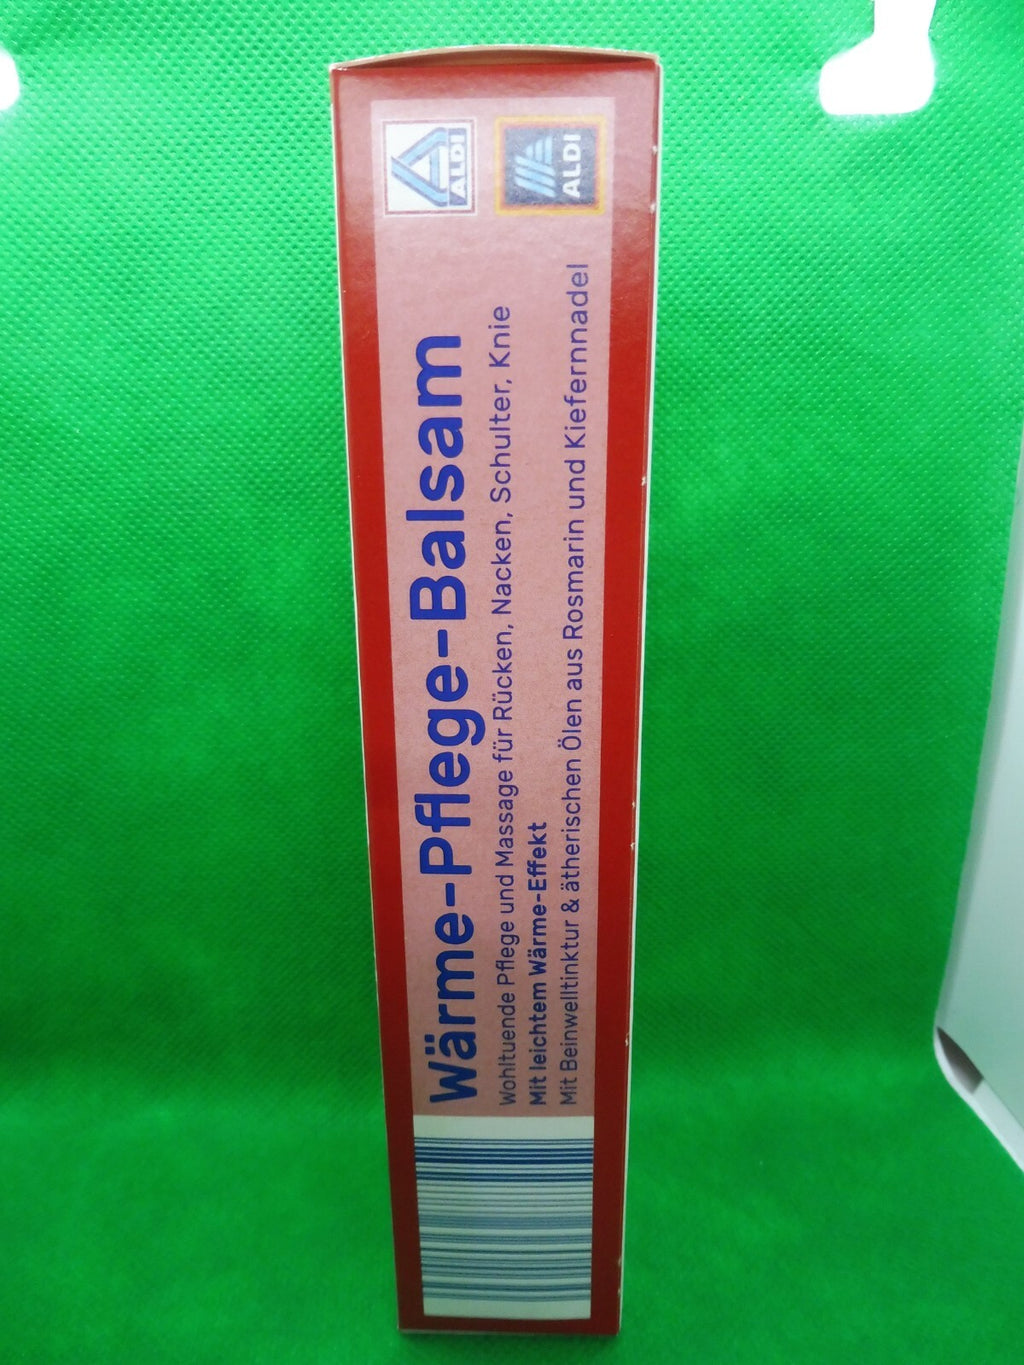 Wärme-Pflege-Balsam
Wohltuende Pflege und Massage für Rücken, Nacken, Schulter, Knie
Mit leichtem Wärme-Effekt
Mit Beinwelltinktur & ätherischen Ölen aus Rosmarin und Kiefernnadel
ALDI
ALDI